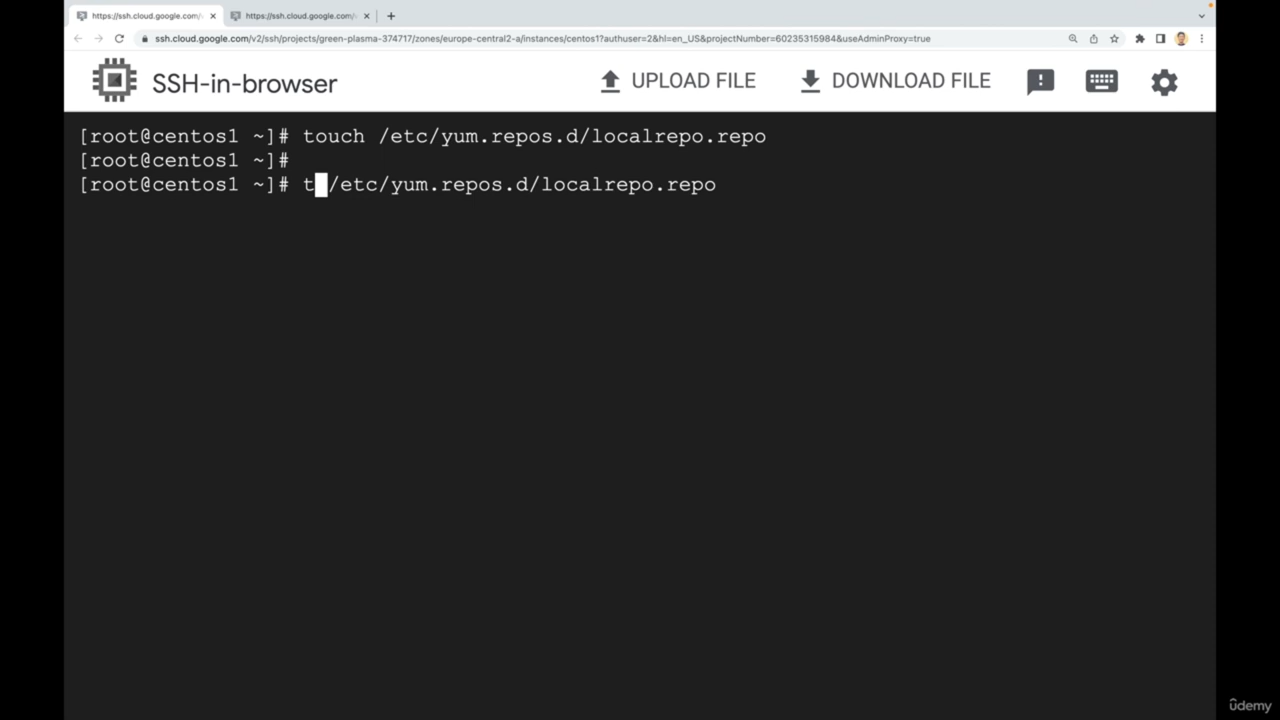 https://ssh.cloud.google.com/v
https://ssh.cloud.google.com/
ssh.cloud.google.com/v2/ssh/projects/green-plasma-374717/zones/europe-central2-a/instances/centos1?authuser=2&hl=en_US&projectNumber=60235315984&useAdminProxy=true
SSH-in-browser
UPLOAD FILE
DOWNLOAD FILE
[root@centos1 ~]# touch /etc/yum.repos.d/localrepo.repo
[root@centos1 ~]#
[root@centos1 ~]# t /etc/yum.repos.d/localrepo.repo
ûdemy